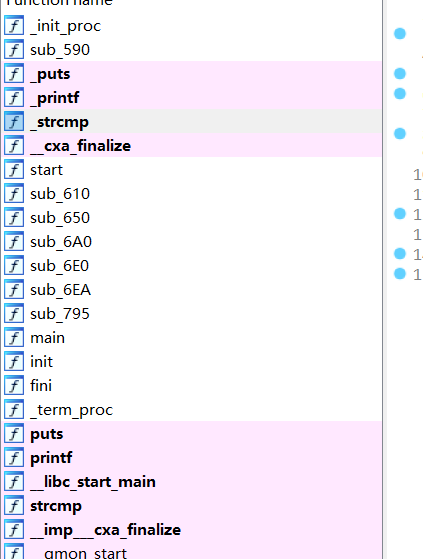 Function name
_init_proc
sub_590
_puts
_printf
_strcmp
__cxa_finalize
start
sub_610
sub_650
sub_6A0
sub_6E0
sub_6EA
sub_795
main
init
fini
_term_proc
puts
printf
__libc_start_main
strcmp
__imp___cxa_finalize
__gmon_start